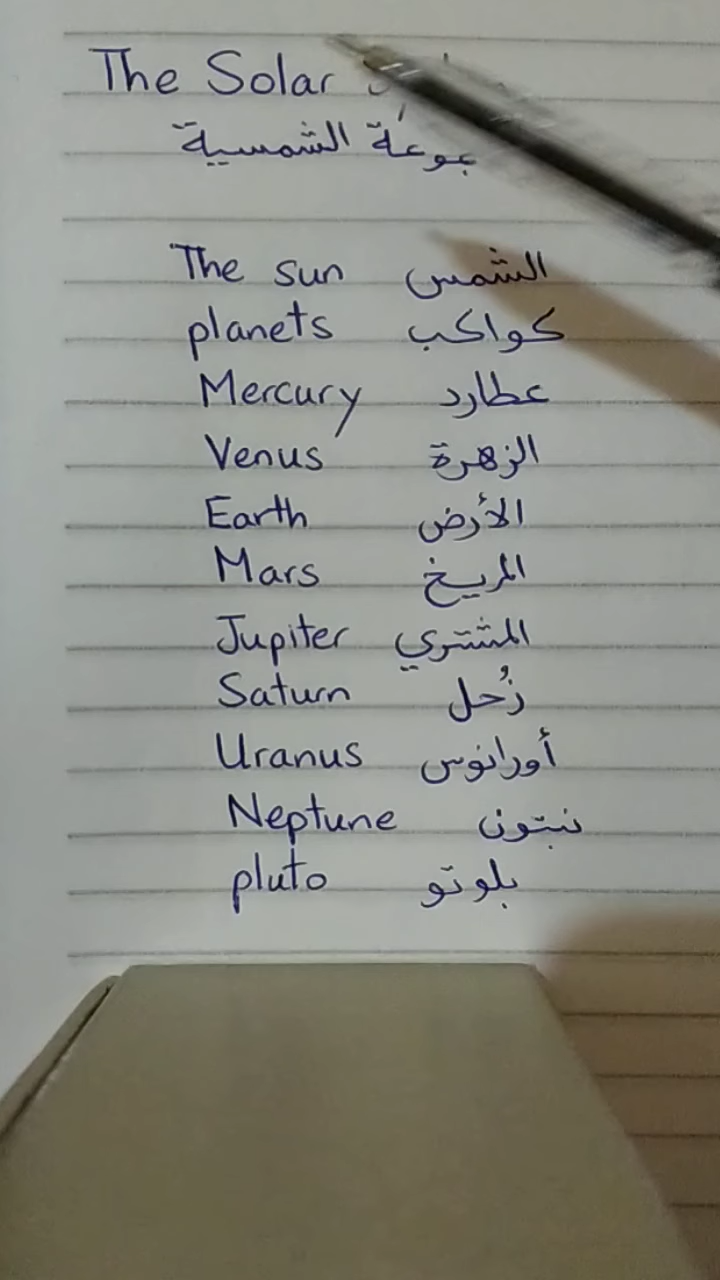 The Solar
الشمسية
The sun الشمس
planets كواكب
Mercury عطارد
Venus الزهرة
Earth الأرض
Mars المريخ
Jupiter المشتري
Saturn زُحل
Uranus أورانوس
Neptune نبتون
pluto بلوتو